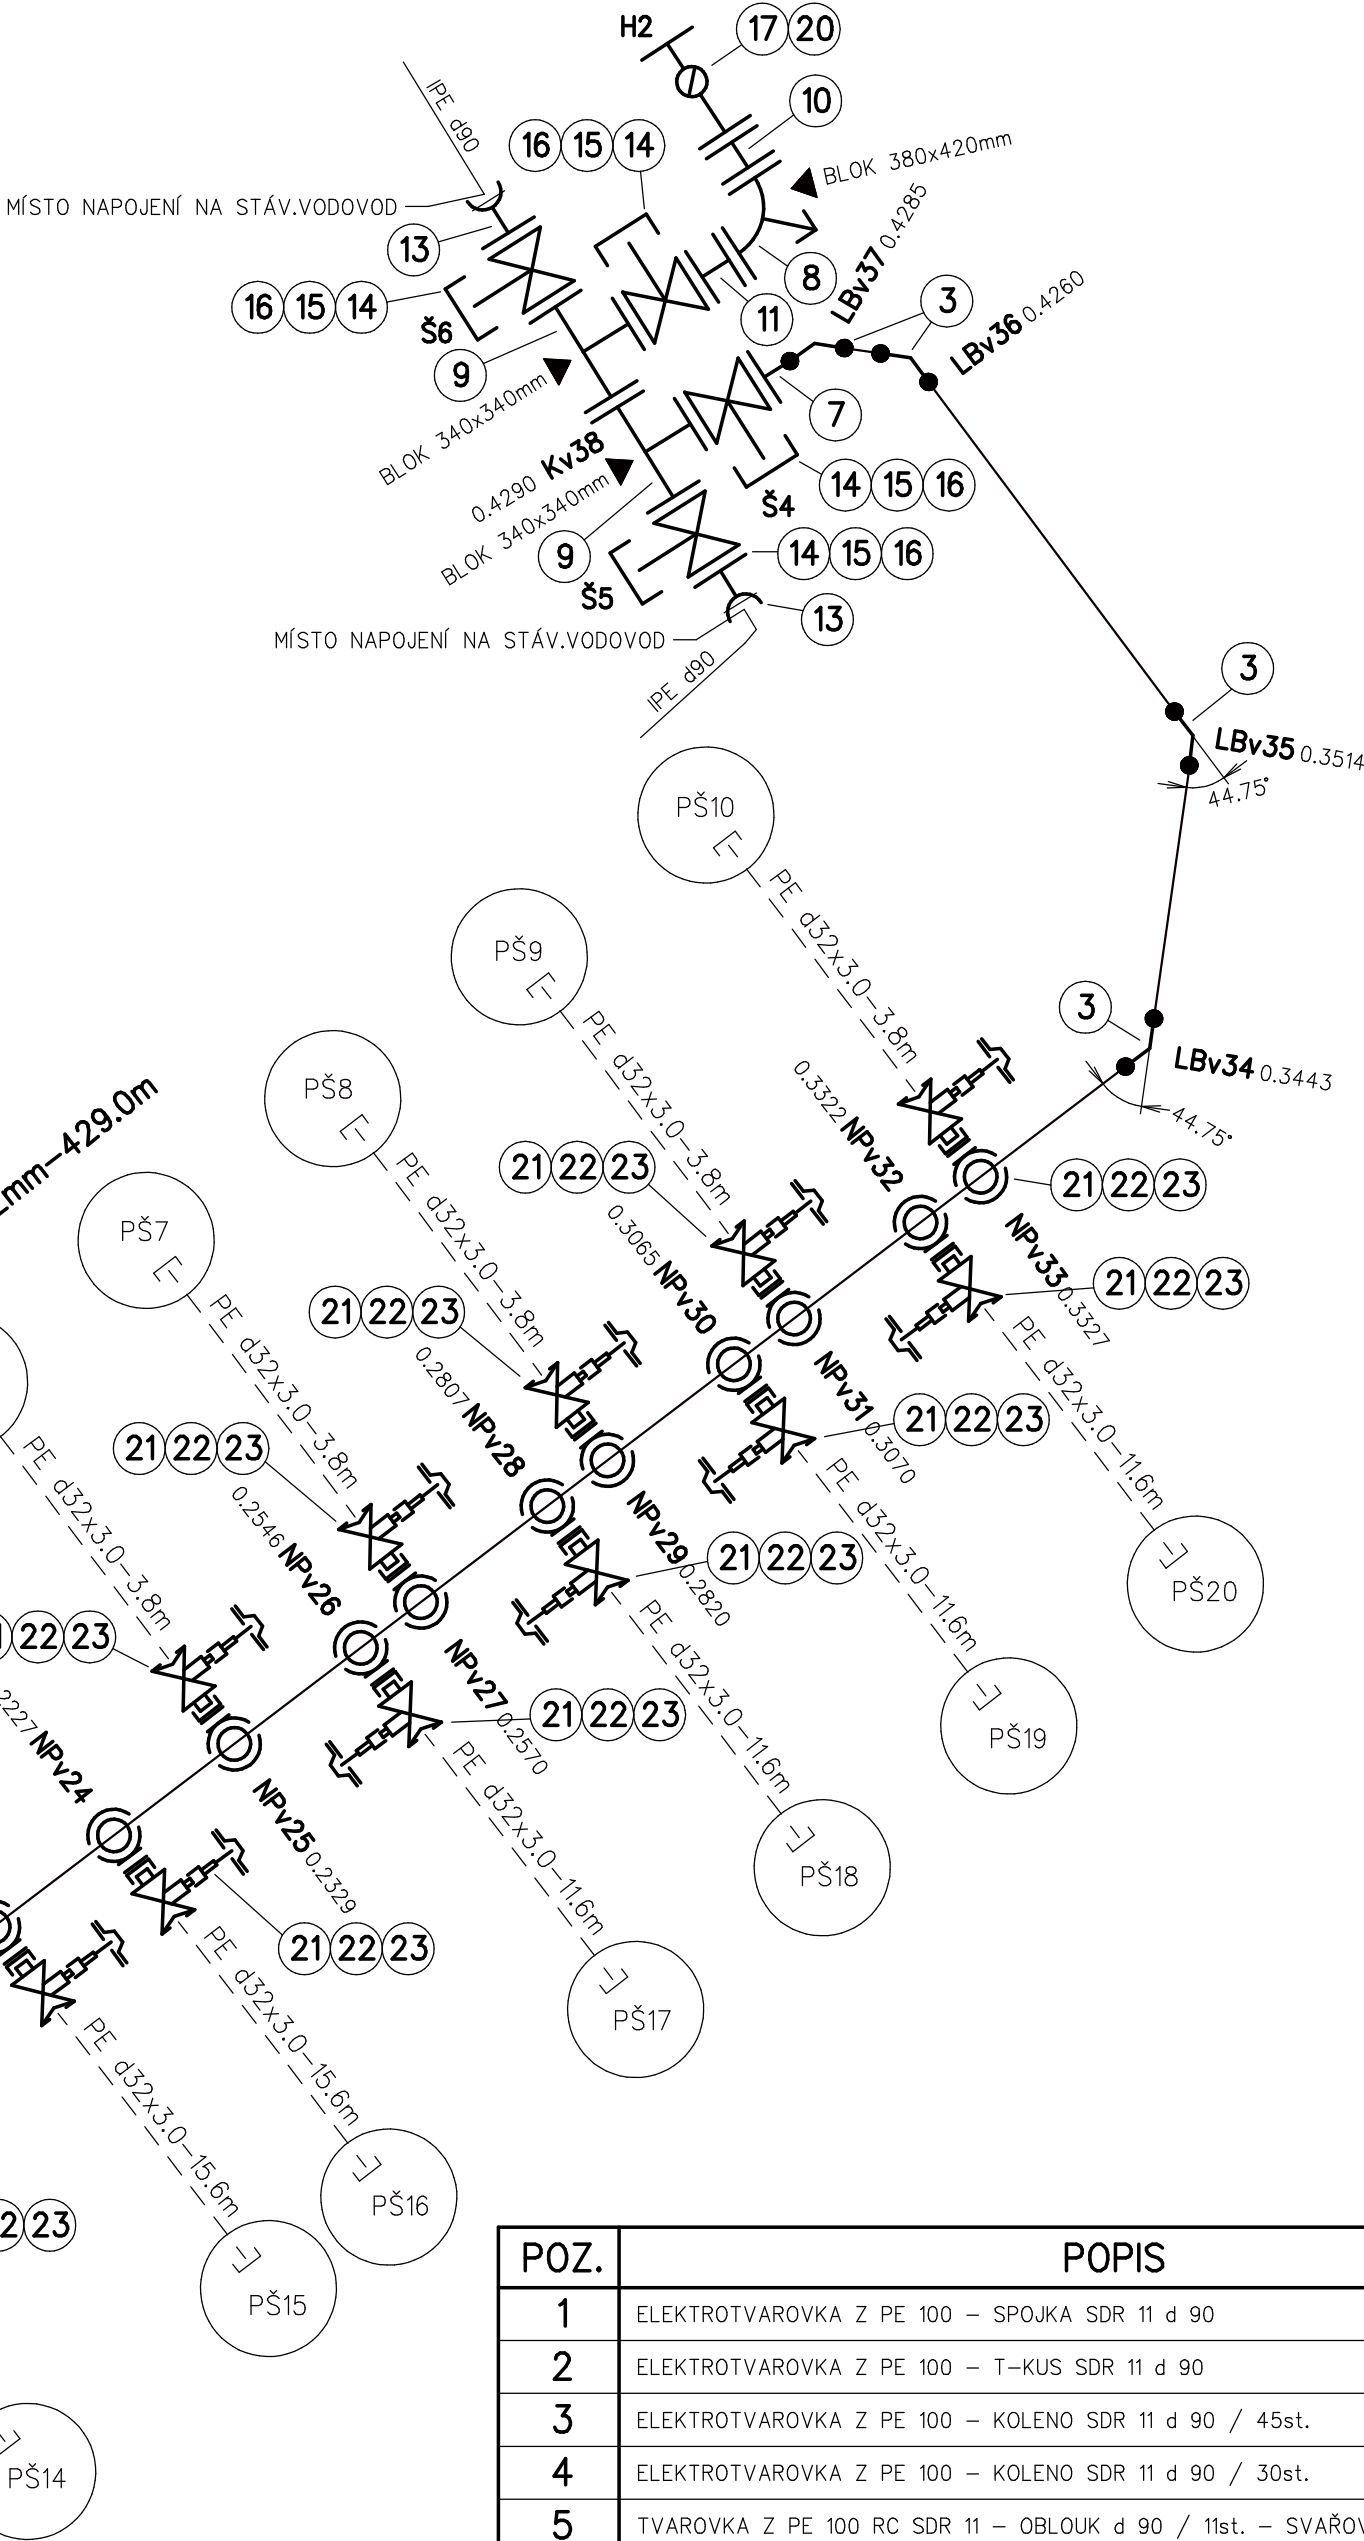 H2
17 20
10
IPE d90
16 15 14
BLOK 380x420mm
MÍSTO NAPOJENÍ NA STÁV.VODOVOD
13
8
LBv37 0.4285
3
LBv36 0.4260
16 15 14
Š6
11
9
7
BLOK 340x340mm
0.4290 Kv38
14 15 16
Š4
BLOK 340x340mm
9
14 15 16
Š5
13
MÍSTO NAPOJENÍ NA STÁV.VODOVOD
IPE d90
3
LBv35 0.3514
44.75°
PŠ10
PE d32x3.0-3.8m
PŠ9
PE d32x3.0-3.8m
3
LBv34 0.3443
44.75°
PŠ8
PE d32x3.0-3.8m
mm-429.0m
0.3322 NPv32
21 22 23
21 22 23
NPv33 0.3327
21 22 23
PŠ7
PE d32x3.0-3.8m
0.3065 NPv30
21 22 23
PE d32x3.0-11.6m
NPv31 0.3070
21 22 23
0.2807 NPv28
21 22 23
PE d32x3.0-11.6m
PE d32x3.0-3.8m
NPv29 0.2820
21 22 23
PŠ20
0.2546 NPv26
22 23
PE d32x3.0-11.6m
NPv27 0.2570
21 22 23
PŠ19
2227 NPv24
NPv25 0.2329
PE d32x3.0-11.6m
PŠ18
21 22 23
PE d32x3.0-15.6m
PŠ17
PE d32x3.0-15.6m
PŠ16
2 23
PŠ15
PŠ14
POZ. POPIS
1 ELEKTROTVAROVKA Z PE 100 – SPOJKA SDR 11 d 90
2 ELEKTROTVAROVKA Z PE 100 – T-KUS SDR 11 d 90
3 ELEKTROTVAROVKA Z PE 100 – KOLENO SDR 11 d 90 / 45st.
4 ELEKTROTVAROVKA Z PE 100 – KOLENO SDR 11 d 90 / 30st.
5 TVAROVKA Z PE 100 RC SDR 11 – OBLOUK d 90 / 11st. – SVAŘOV